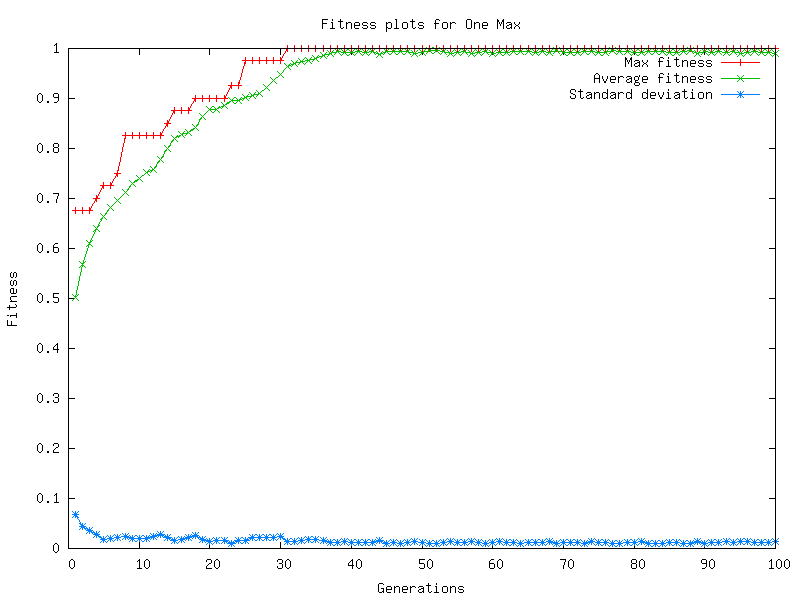 Fitness plots for One Max
1
Max fitness
Average fitness
Standard deviation
0.9
0.8
0.7
0.6
0.5
0.4
0.3
0.2
0.1
0
Fitness
0 10 20 30 40 50 60 70 80 90 100
Generations